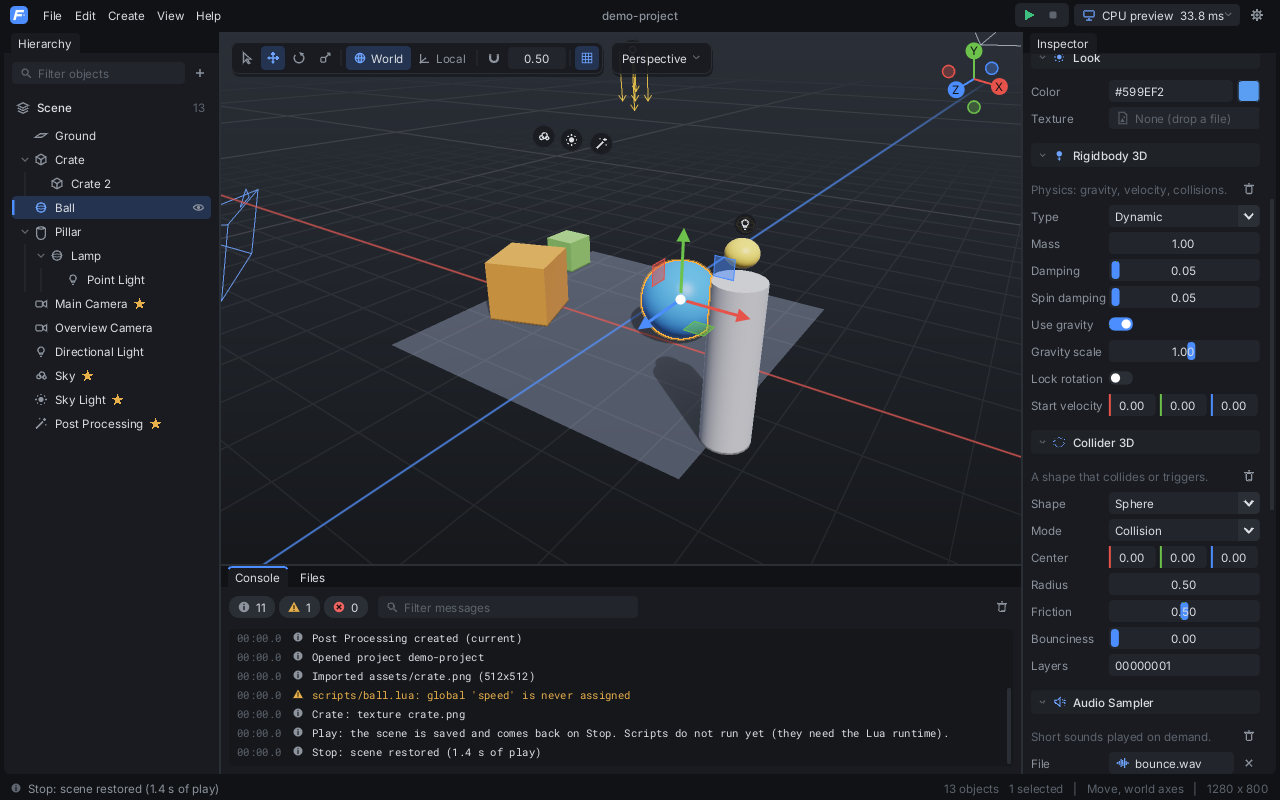 File Edit Create View Help
demo-project
CPU preview 33.8 ms
Hierarchy
Filter objects
Scene 13
Ground
Crate
Crate 2
Ball
Pillar
Lamp
Point Light
Main Camera
Overview Camera
Directional Light
Sky
Sky Light
Post Processing
World Local 0.50 Perspective
Y
X
Z
Console Files
11 1 0 Filter messages
00:00.0 Post Processing created (current)
00:00.0 Opened project demo-project
00:00.0 Imported assets/crate.png (512x512)
00:00.0 scripts/ball.lua: global 'speed' is never assigned
00:00.0 Crate: texture crate.png
00:00.0 Play: the scene is saved and comes back on Stop. Scripts do not run yet (they need the Lua runtime).
00:00.0 Stop: scene restored (1.4 s of play)
Inspector
Look
Color #599EF2
Texture None (drop a file)
Rigidbody 3D
Physics: gravity, velocity, collisions.
Type Dynamic
Mass 1.00
Damping 0.05
Spin damping 0.05
Use gravity
Gravity scale 1.00
Lock rotation
Start velocity 0.00 0.00 0.00
Collider 3D
A shape that collides or triggers.
Shape Sphere
Mode Collision
Center 0.00 0.00 0.00
Radius 0.50
Friction 0.50
Bounciness 0.00
Layers 00000001
Audio Sampler
Short sounds played on demand.
File bounce.wav
Stop: scene restored (1.4 s of play)
13 objects 1 selected | Move, world axes | 1280 x 800